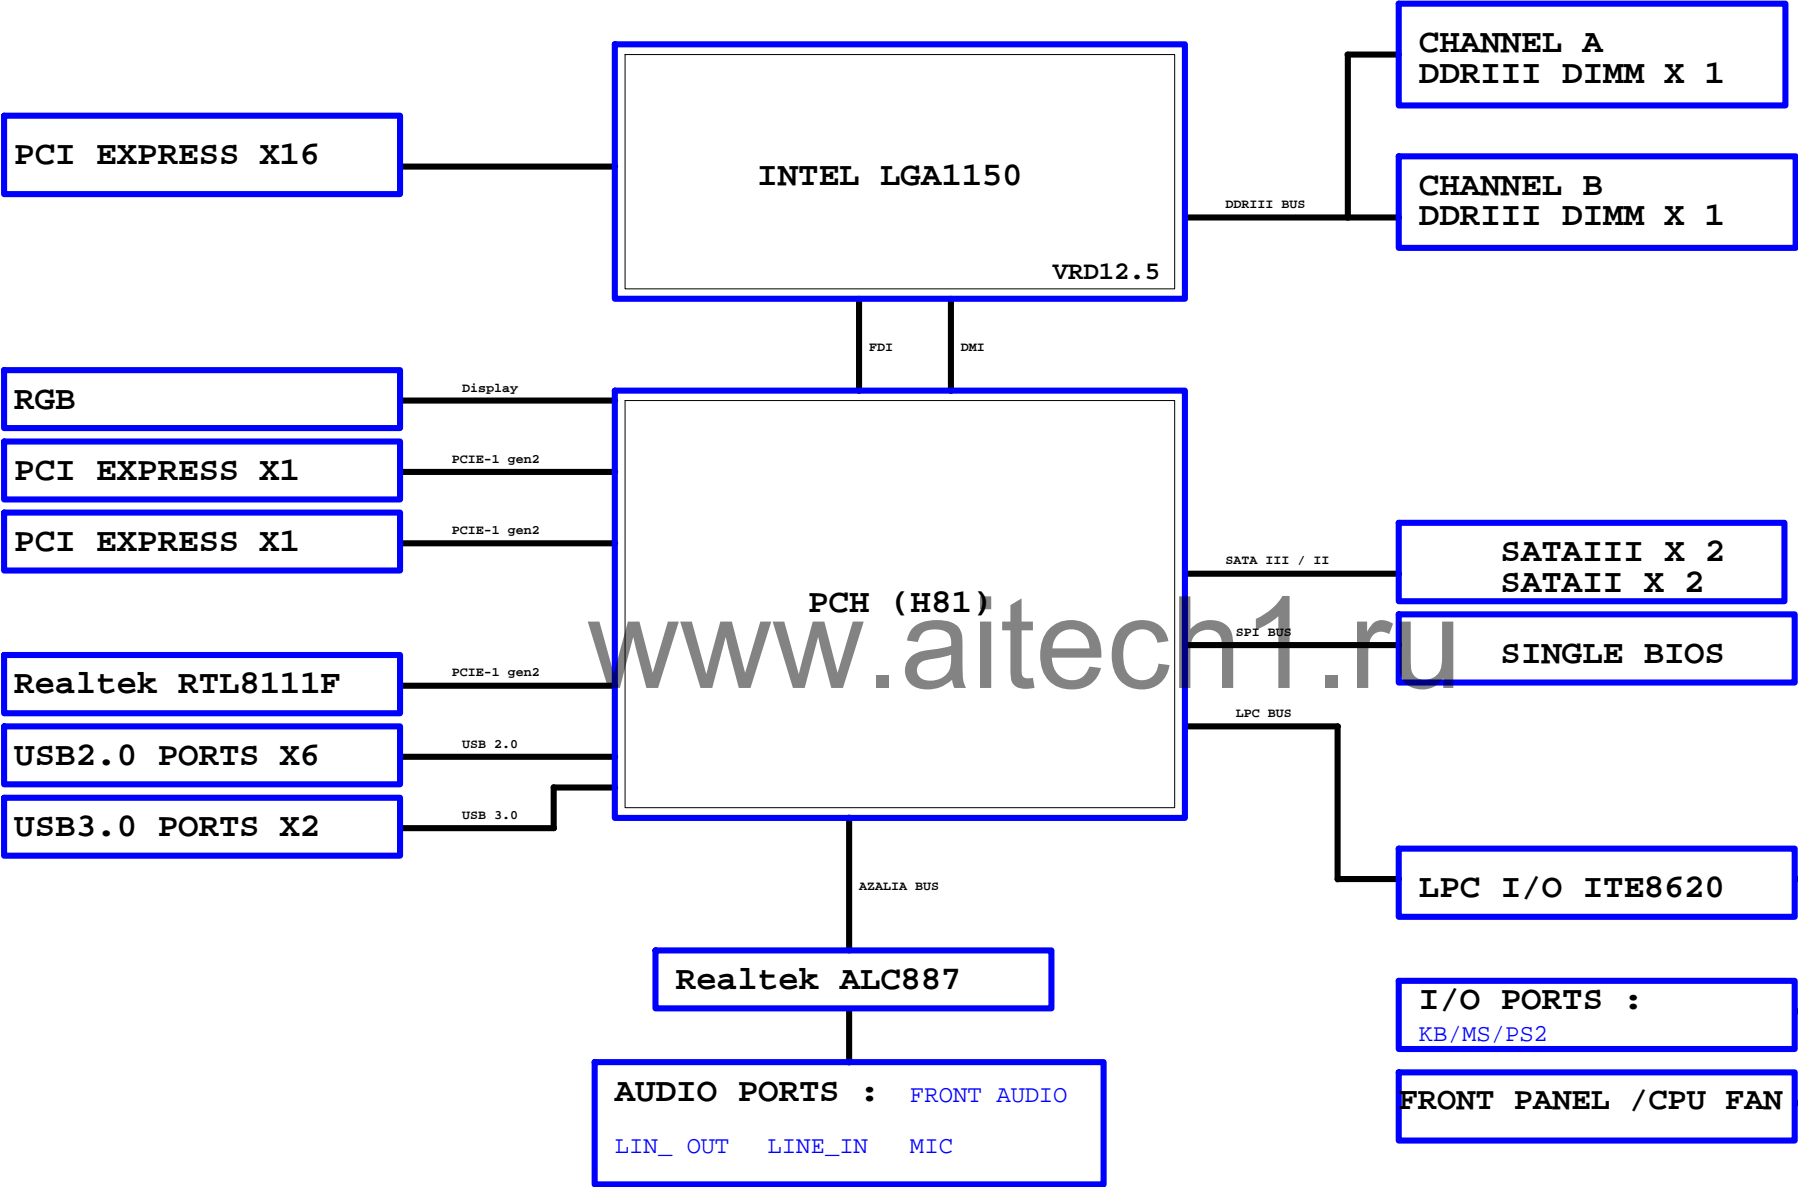 CHANNEL A
DDRIII DIMM X 1
PCI EXPRESS X16
INTEL LGA1150
CHANNEL B
DDRIII DIMM X 1
DDRIII BUS
VRD12.5
FDI
DMI
RGB
Display
PCI EXPRESS X1
PCIE-1 gen2
PCI EXPRESS X1
PCIE-1 gen2
SATA III / II
SATAIII X 2
SATAII X 2
PCH (H81)
www.aitech1.ru
SPI BUS
SINGLE BIOS
Realtek RTL8111F
PCIE-1 gen2
LPC BUS
USB2.0 PORTS X6
USB 2.0
USB3.0 PORTS X2
USB 3.0
AZALIA BUS
LPC I/O ITE8620
Realtek ALC887
I/O PORTS :
KB/MS/PS2
AUDIO PORTS : FRONT AUDIO
LIN_ OUT LINE_IN MIC
FRONT PANEL /CPU FAN